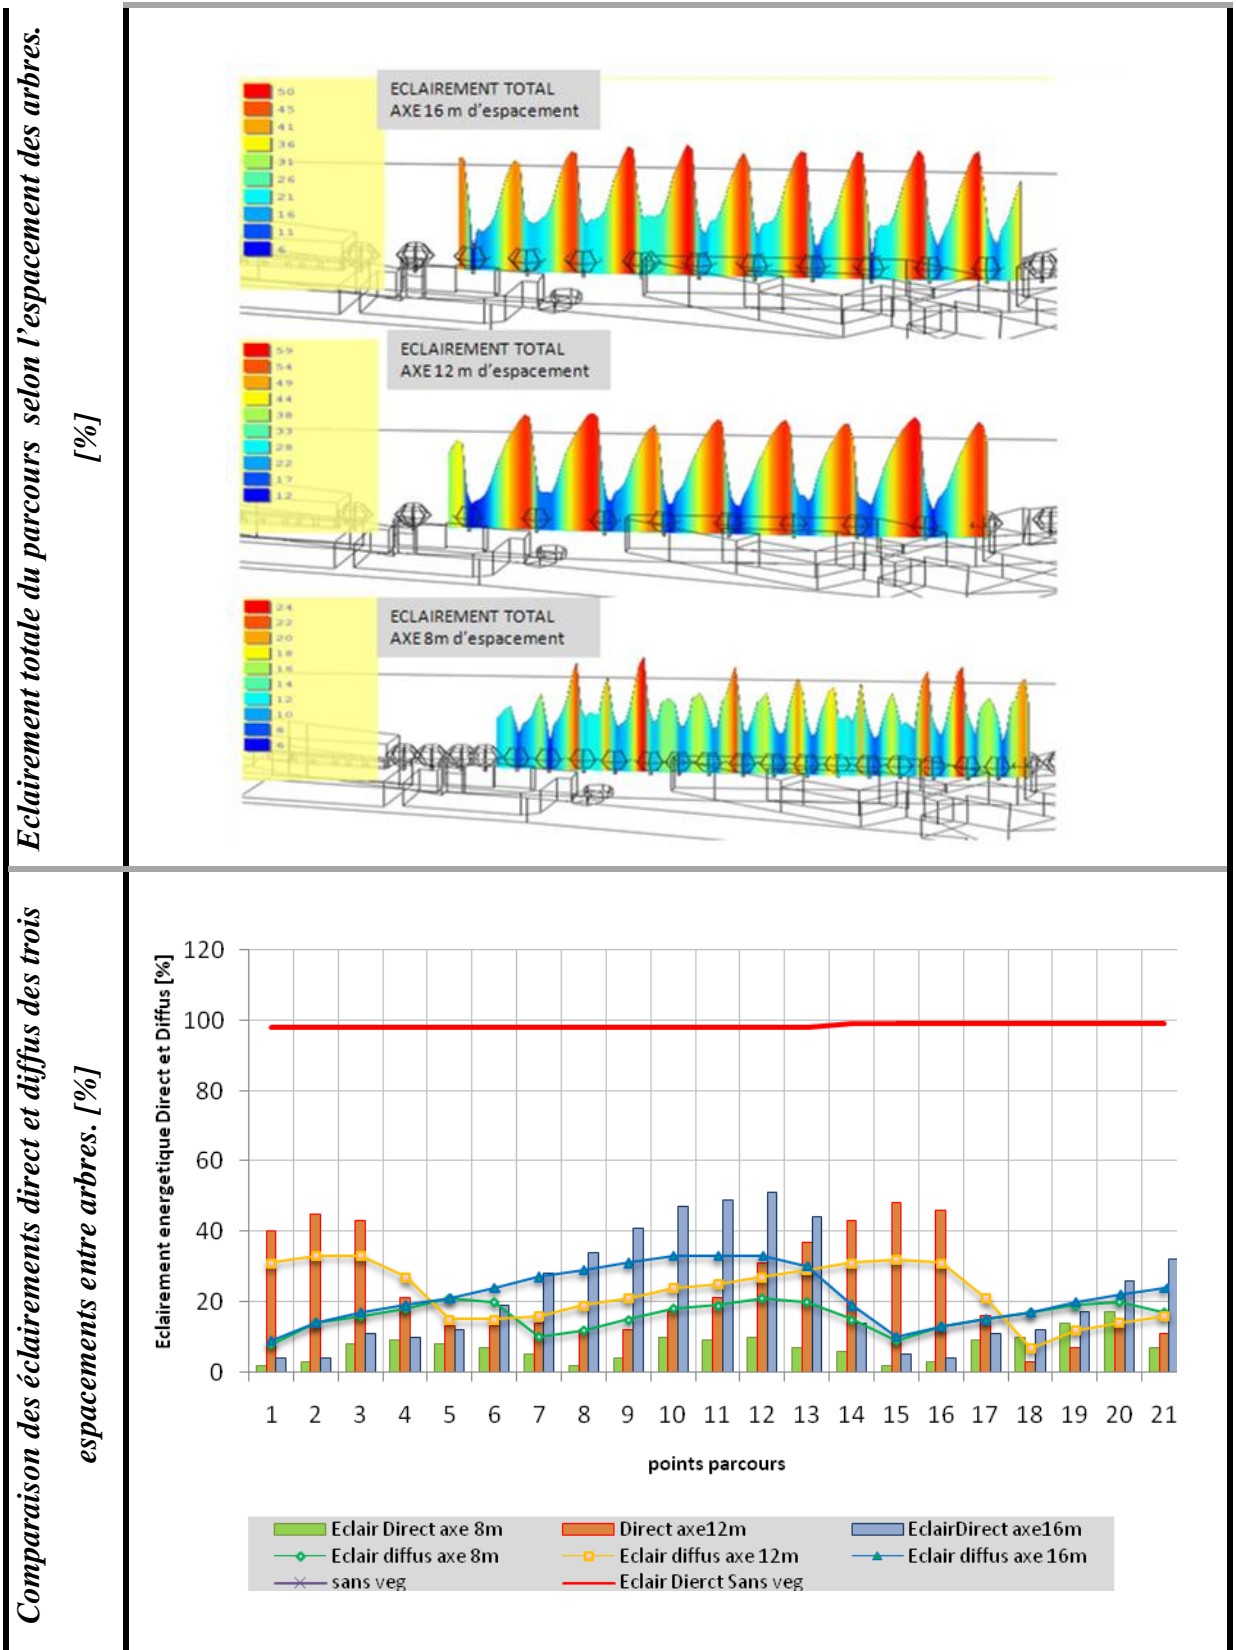 Eclairement totale du parcours selon l'espacement des arbres.
[%]
ECLAIREMENT TOTAL
AXE 16 m d'espacement
50
45
41
36
31
26
21
16
11
6
ECLAIREMENT TOTAL
AXE 12 m d'espacement
59
54
49
44
38
33
28
22
17
12
ECLAIREMENT TOTAL
AXE 8m d'espacement
24
22
20
18
16
14
12
10
8
6
Comparaison des éclairements direct et diffus des trois
espacements entre arbres. [%]
Eclairement energetique Direct et Diffus [%]
120
100
80
60
40
20
0
1 2 3 4 5 6 7 8 9 10 11 12 13 14 15 16 17 18 19 20 21
points parcours
Eclair Direct axe 8m Direct axe12m EclairDirect axe16m
Eclair diffus axe 8m Eclair diffus axe 12m Eclair diffus axe 16m
sans veg Eclair Dierct Sans veg